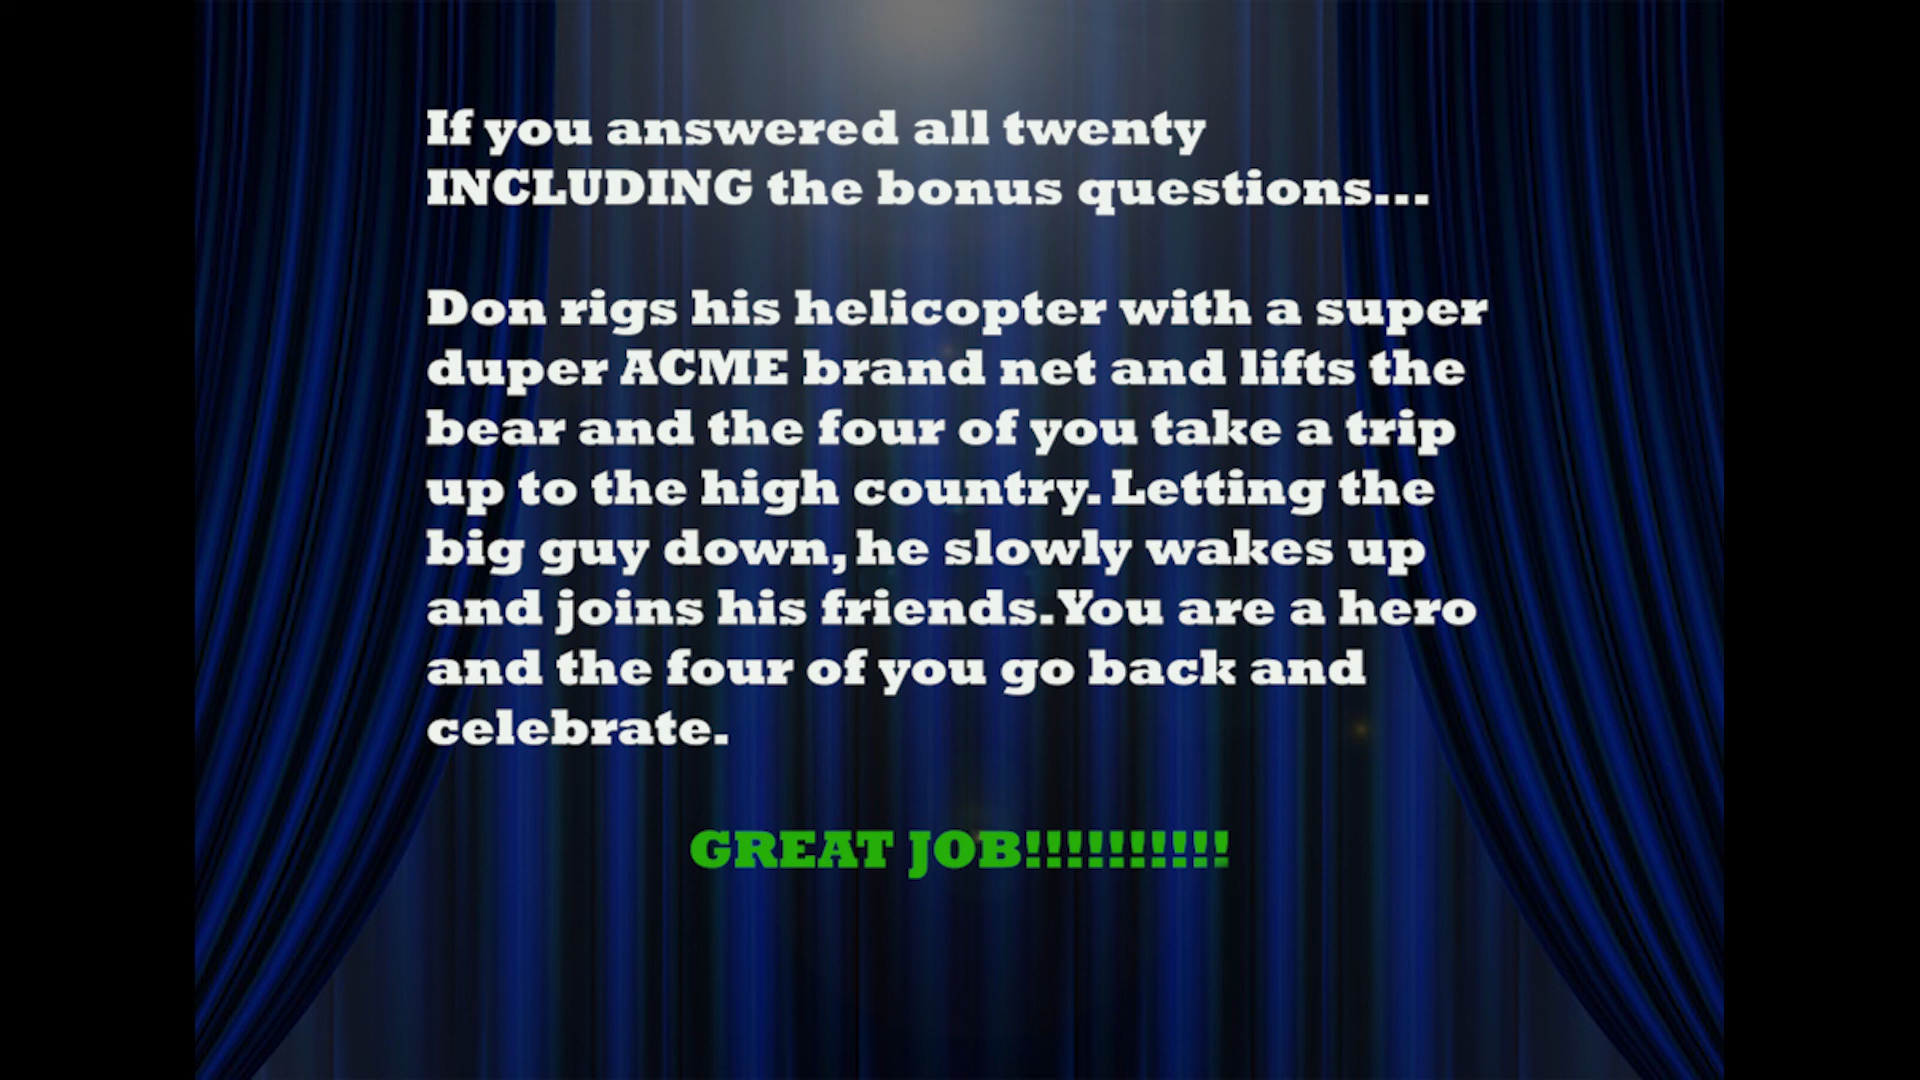 If you answered all twenty
INCLUDING the bonus questions...
Don rigs his helicopter with a super
duper ACME brand net and lifts the
bear and the four of you take a trip
up to the high country. Letting the
big guy down, he slowly wakes up
and joins his friends. You are a hero
and the four of you go back and
celebrate.
GREAT JOB!!!!!!!!!!